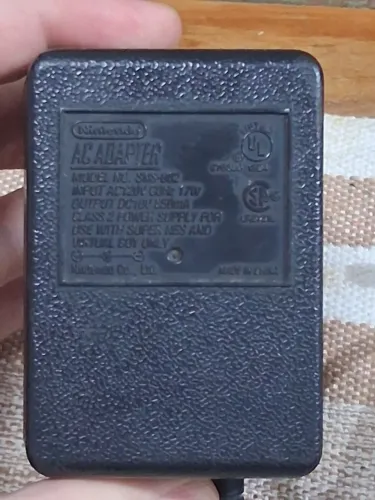 Nintendo
AC ADAPTER
MODEL NO. SNS-002
INPUT AC120V 60Hz 17W
OUTPUT DC10V 850mA
CLASS 2 POWER SUPPLY FOR
USE WITH SUPER NES AND
VIRTUAL BOY ONLY
Nintendo Co., Ltd.
UL
MADE IN CHINA